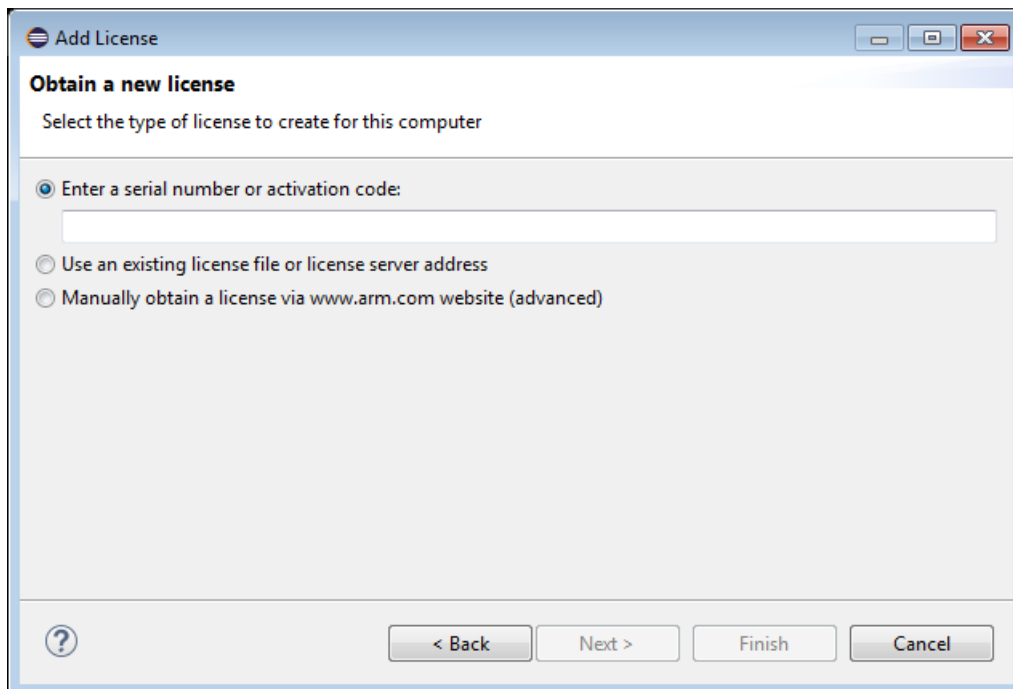 Add License
Obtain a new license
Select the type of license to create for this computer
Enter a serial number or activation code:
Use an existing license file or license server address
Manually obtain a license via www.arm.com website (advanced)
? < Back Next > Finish Cancel